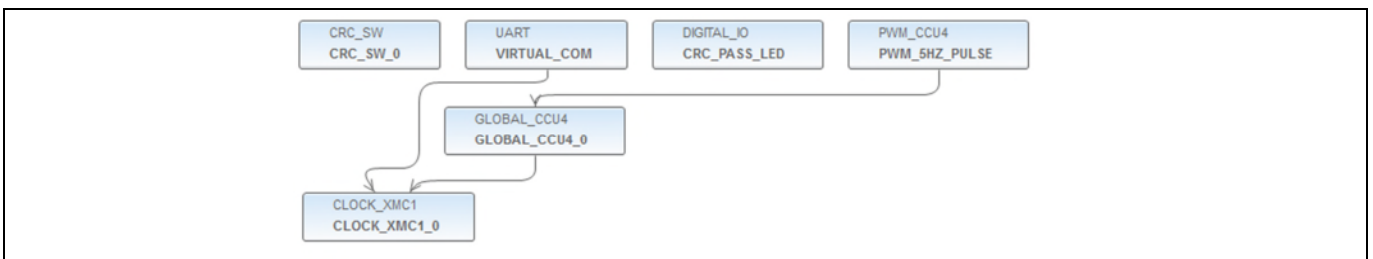 CRC_SW
CRC_SW_0
UART
VIRTUAL_COM
DIGITAL_IO
CRC_PASS_LED
PWM_CCU4
PWM_5HZ_PULSE
GLOBAL_CCU4
GLOBAL_CCU4_0
CLOCK_XMC1
CLOCK_XMC1_0